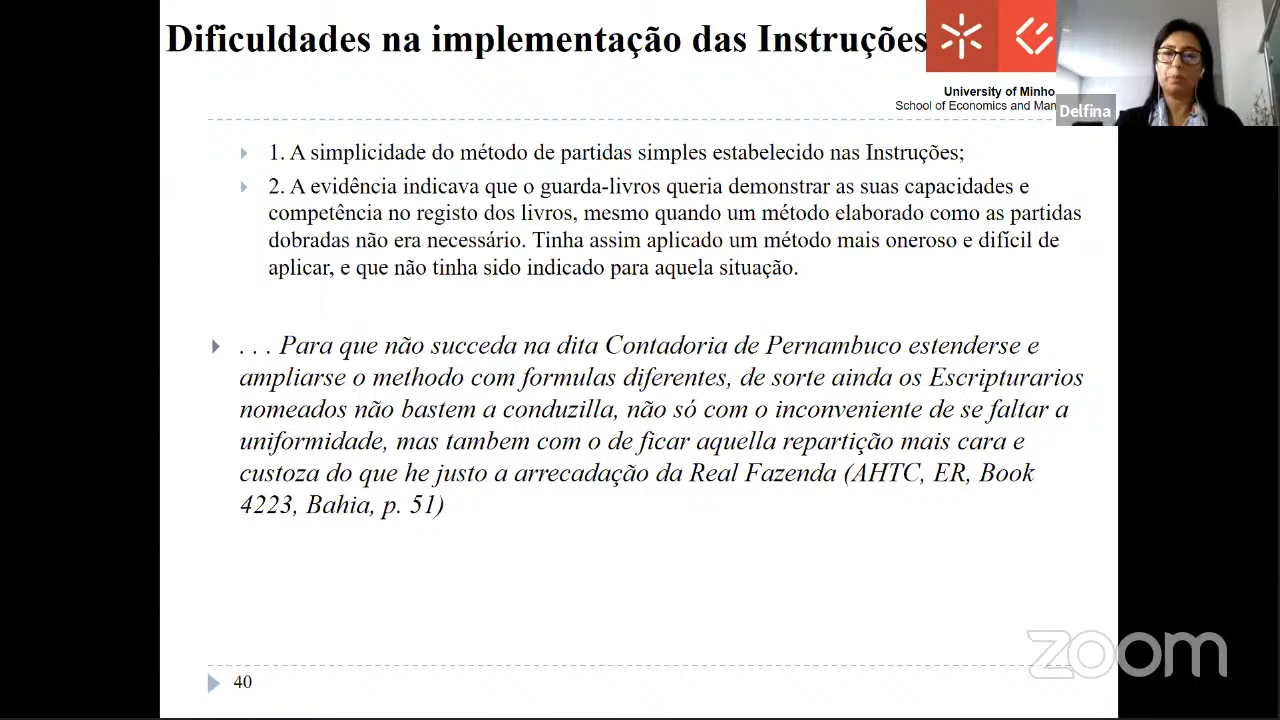 Dificuldades na implementação das Instruções
University of Minho
School of Economics and Man
Delfina
1. A simplicidade do método de partidas simples estabelecido nas Instruções;
2. A evidência indicava que o guarda-livros queria demonstrar as suas capacidades e
competência no registo dos livros, mesmo quando um método elaborado como as partidas
dobradas não era necessário. Tinha assim aplicado um método mais oneroso e difícil de
aplicar, e que não tinha sido indicado para aquela situação.
. . . Para que não succeda na dita Contadoria de Pernambuco estenderse e
ampliarse o methodo com formulas diferentes, de sorte ainda os Escripturarios
nomeados não bastem a conduzilla, não só com o inconveniente de se faltar a
uniformidade, mas tambem com o de ficar aquella repartição mais cara e
custoza do que he justo a arrecadação da Real Fazenda (AHTC, ER, Book
4223, Bahia, p. 51)
zoom
40